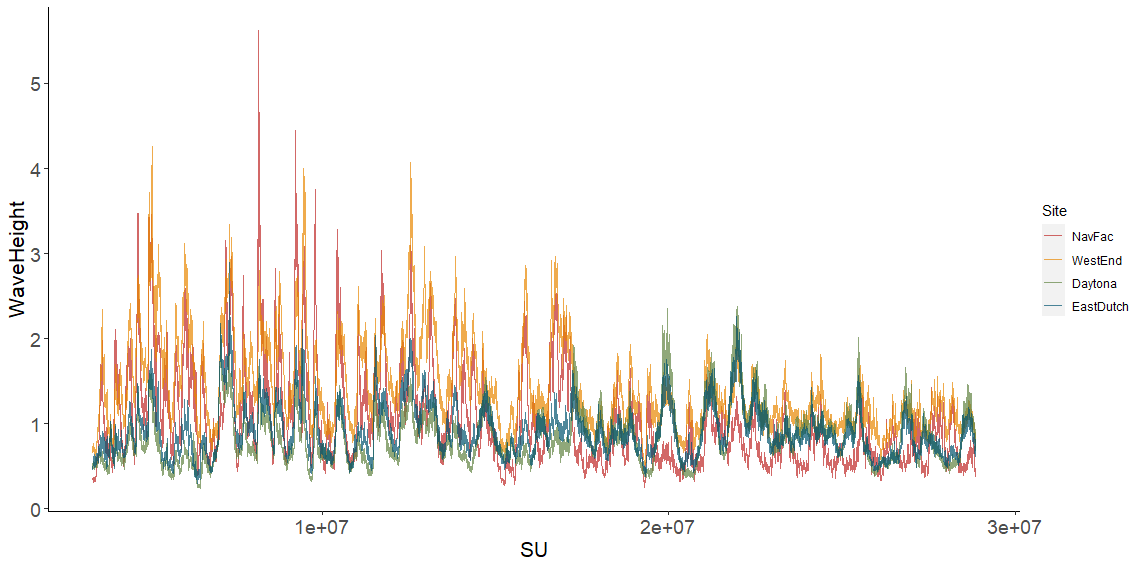 WaveHeight
5
4
3
2
1
0
1e+07
2e+07
3e+07
SU
Site
NavFac
WestEnd
Daytona
EastDutch